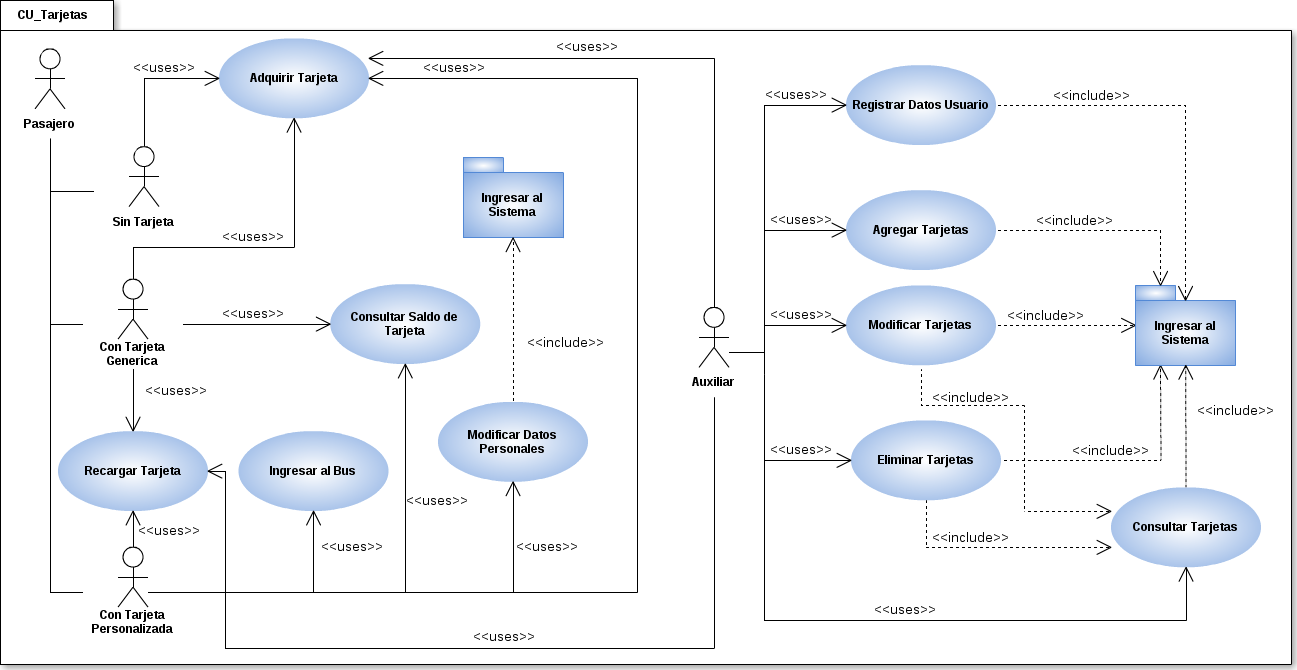 CU_Tarjetas
Pasajero
<<uses>>
Adquirir Tarjeta
<<uses>>
<<uses>>
Sin Tarjeta
<<uses>>
Ingresar al
Sistema
Con Tarjeta
Generica
<<uses>>
Consultar Saldo de
Tarjeta
<<include>>
<<uses>>
Recargar Tarjeta
Ingresar al Bus
Modificar Datos
Personales
<<uses>>
<<uses>>
<<uses>>
<<uses>>
Con Tarjeta
Personalizada
<<uses>>
Auxiliar
<<uses>>
Registrar Datos Usuario
<<include>>
<<uses>>
Agregar Tarjetas
<<include>>
<<uses>>
Modificar Tarjetas
<<include>>
Ingresar al
Sistema
<<include>>
<<include>>
<<uses>>
Eliminar Tarjetas
<<include>>
<<include>>
Consultar Tarjetas
<<uses>>